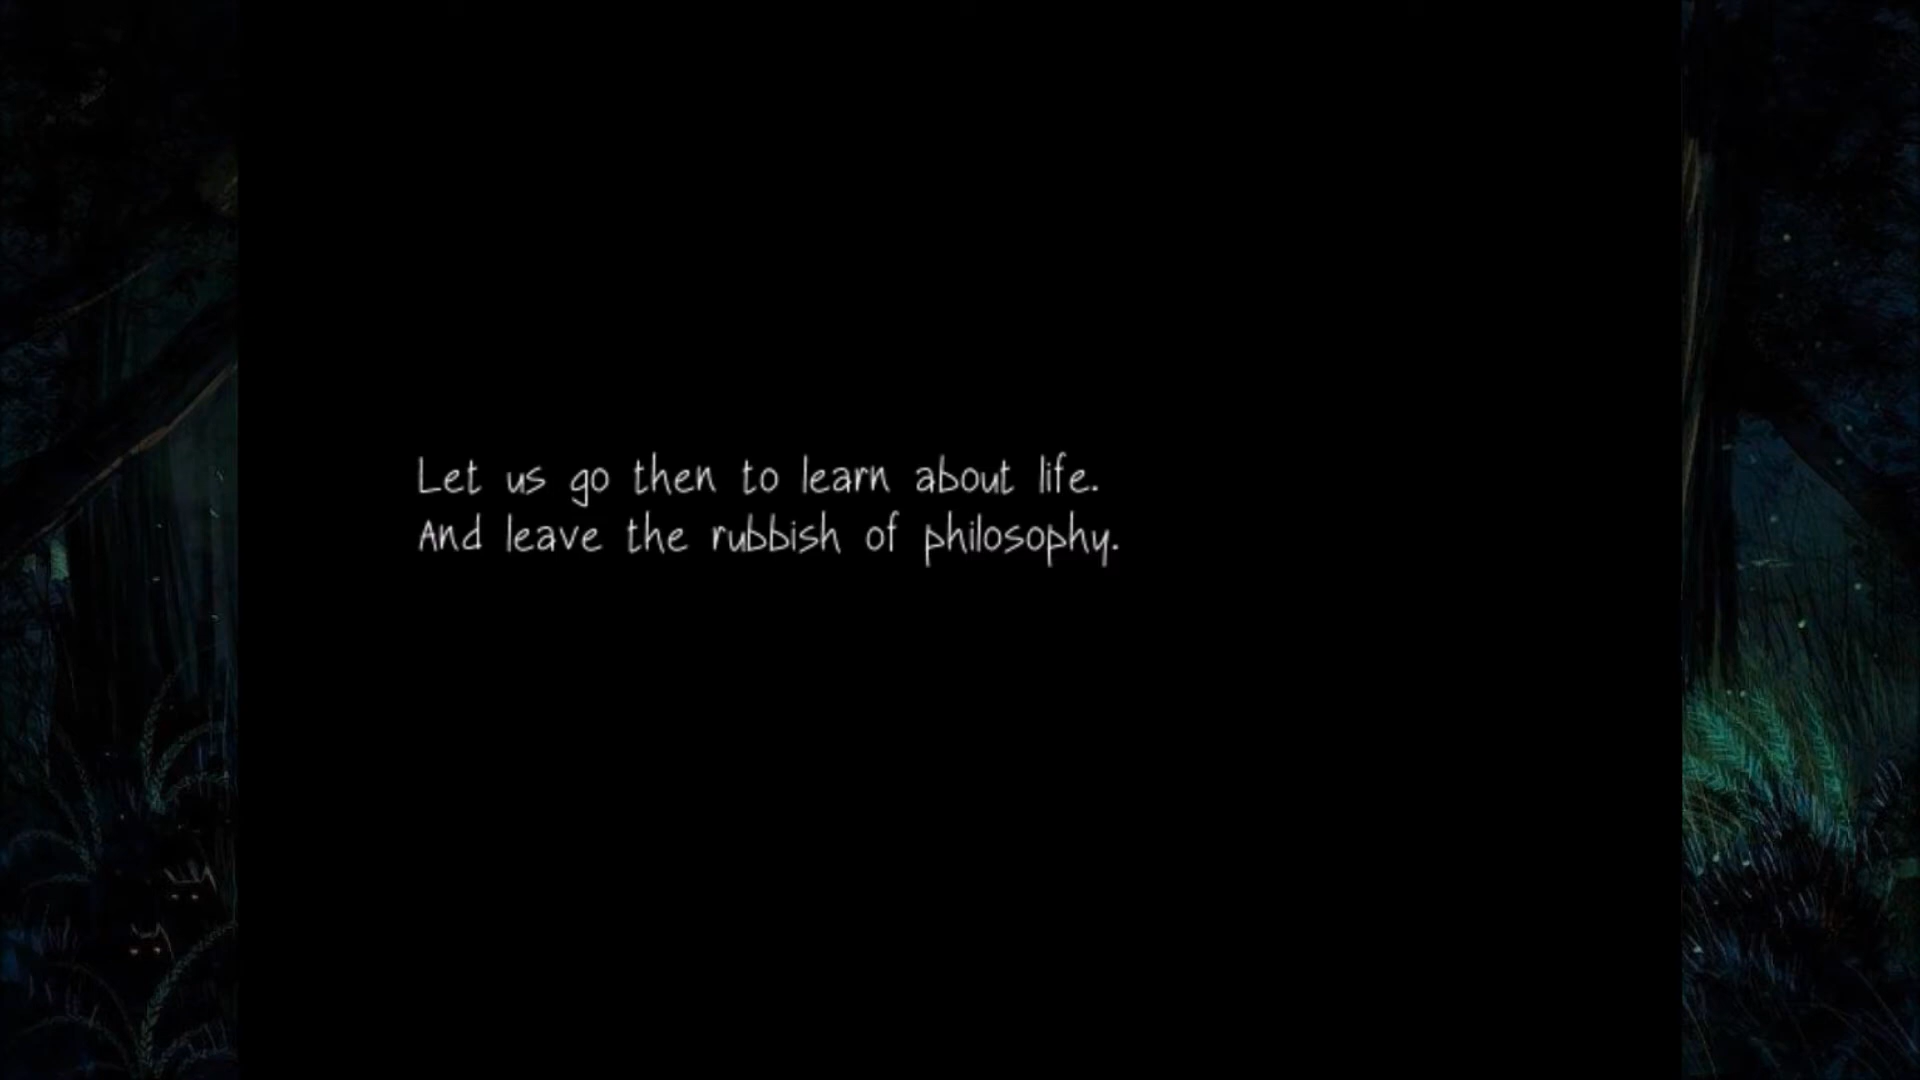 Let us go then to learn about life.
And leave the rubbish of philosophy.